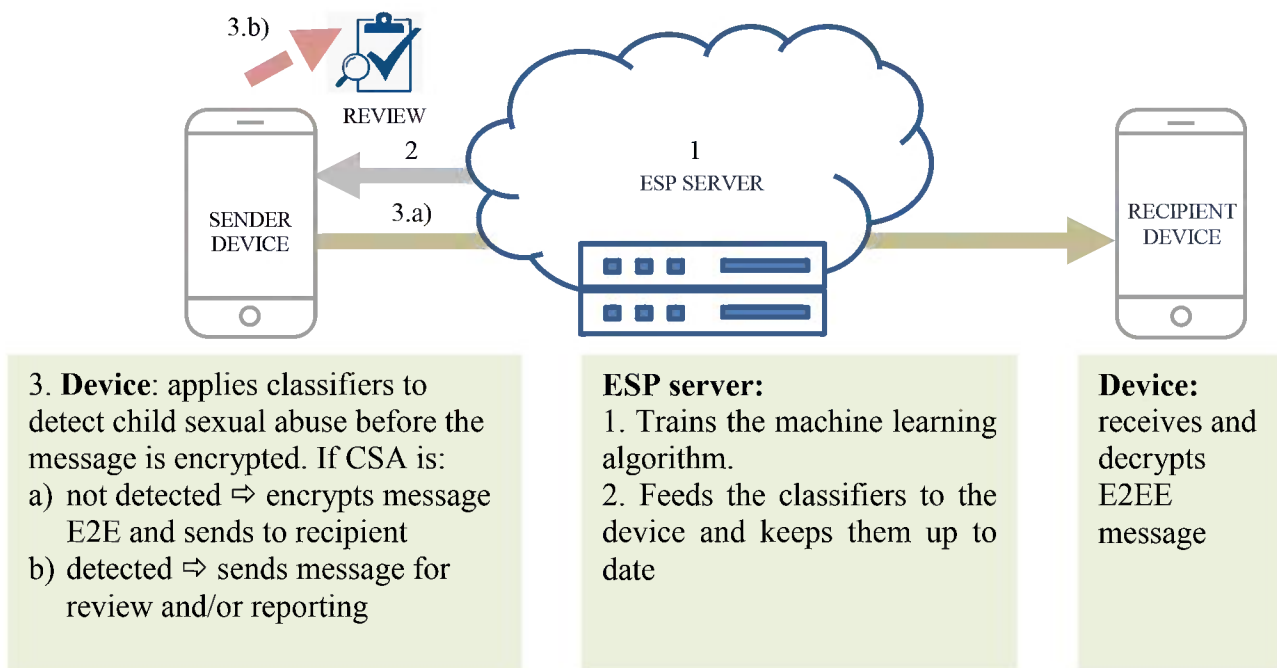 3.b)
REVIEW
2
1
ESP SERVER
SENDER
DEVICE
3.a)
RECIPIENT
DEVICE
3. Device: applies classifiers to
detect child sexual abuse before the
message is encrypted. If CSA is:
a) not detected ⇨ encrypts message
E2E and sends to recipient
b) detected ⇨ sends message for
review and/or reporting
ESP server:
1. Trains the machine learning
algorithm.
2. Feeds the classifiers to the
device and keeps them up to
date
Device:
receives and
decrypts
E2EE
message